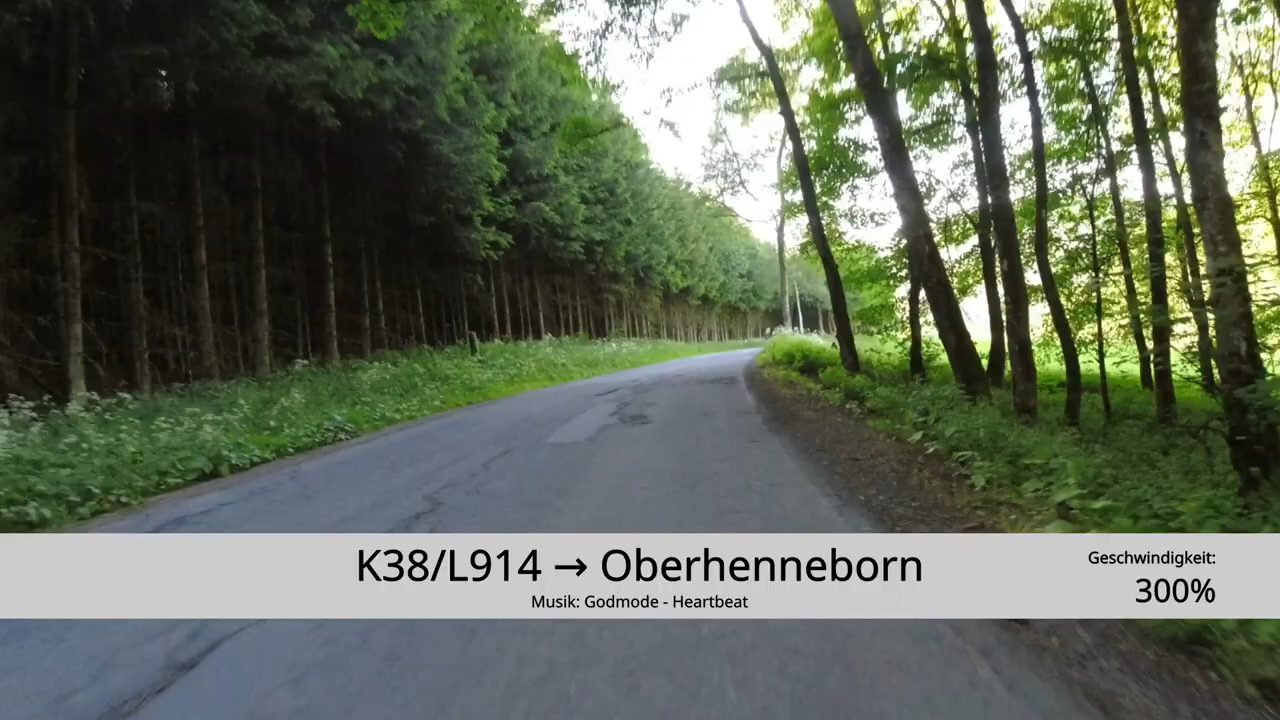 K38/L914 → Oberhenneborn
Musik: Godmode - Heartbeat
Geschwindigkeit:
300%